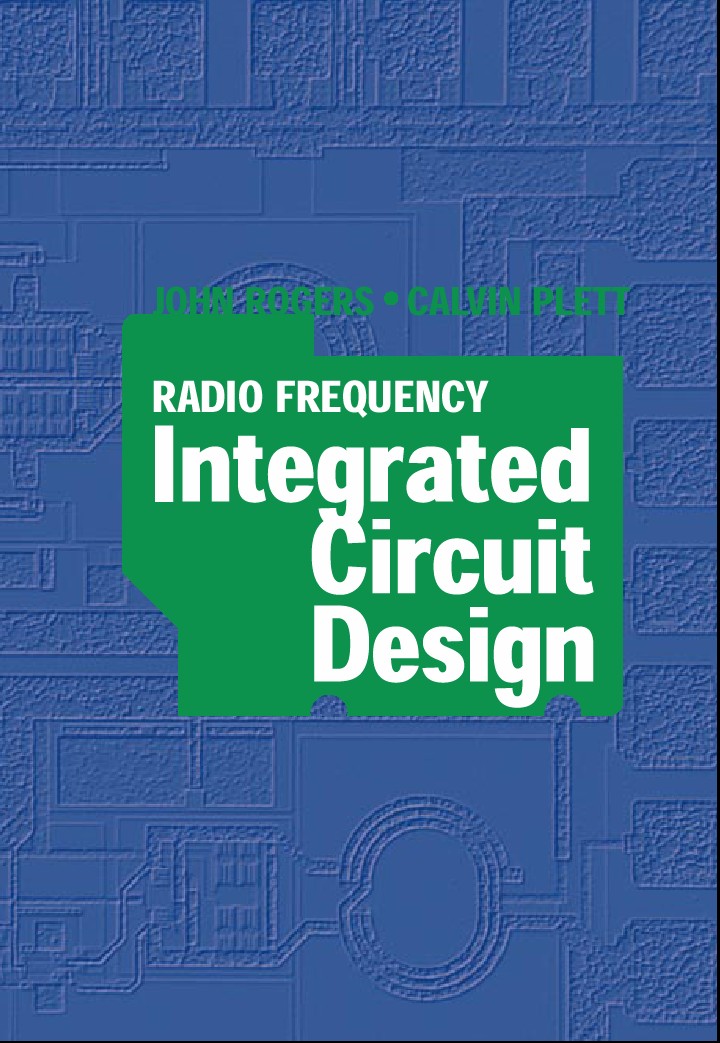 JOHN ROGERS • CALVIN PLETT
RADIO FREQUENCY
Integrated
Circuit
Design